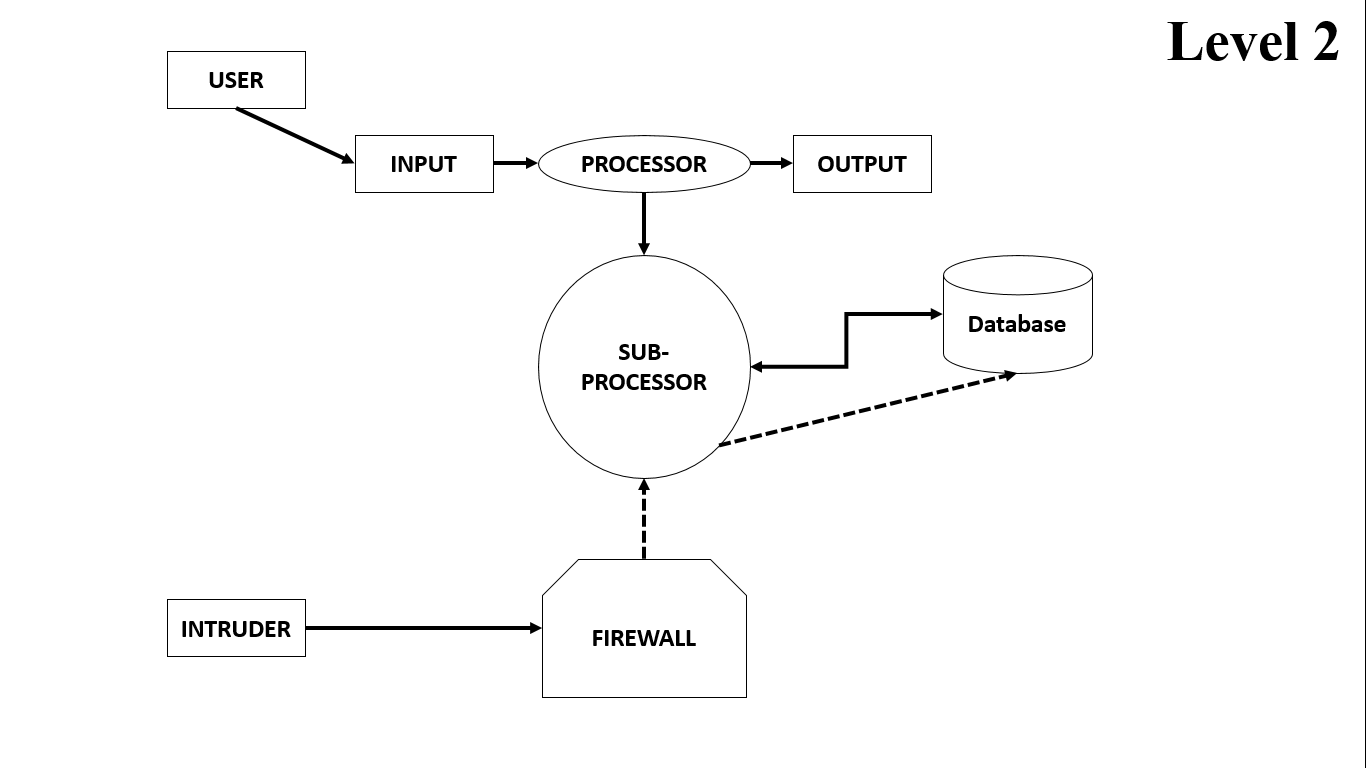 Level 2
USER
INPUT
PROCESSOR
OUTPUT
SUB-
PROCESSOR
Database
INTRUDER
FIREWALL